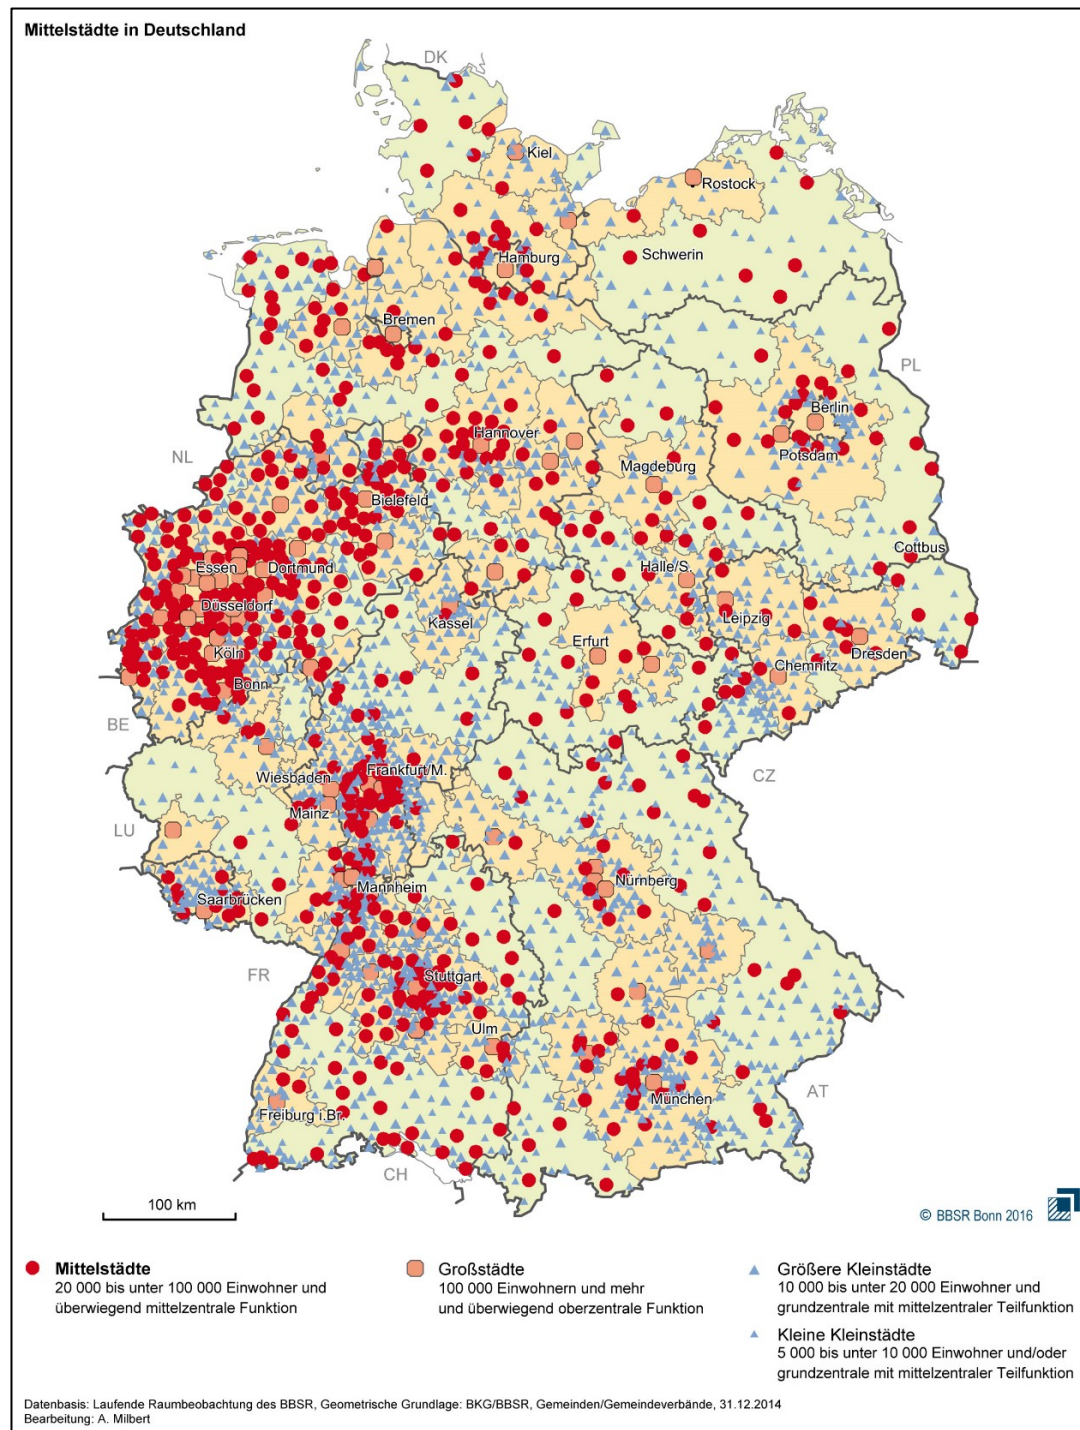 Mittelstädte in Deutschland
DK
Kiel
Rostock
Schwerin
Hamburg
Bremen
PL
Berlin
Hannover
Potsdam
NL
Magdeburg
Bielefeld
Cottbus
Essen
Dortmund
Halle/S.
Düsseldorf
Leipzig
Kassel
Erfurt
Köln
Dresden
Chemnitz
Bonn
BE
Frankfurt/M.
Wiesbaden
CZ
Mainz
LU
Nürnberg
Mannheim
Saarbrücken
FR
Stuttgart
Ulm
AT
München
Freiburg i.Br.
CH
100 km
© BBSR Bonn 2016
Mittelstädte
20 000 bis unter 100 000 Einwohner und
überwiegend mittelzentrale Funktion
Großstädte
100 000 Einwohnern und mehr
und überwiegend oberzentrale Funktion
Größere Kleinstädte
10 000 bis unter 20 000 Einwohner und
grundzentrale mit mittelzentraler Teilfunktion
Kleine Kleinstädte
5 000 bis unter 10 000 Einwohner und/oder
grundzentrale mit mittelzentraler Teilfunktion
Datenbasis: Laufende Raumbeobachtung des BBSR, Geometrische Grundlage: BKG/BBSR, Gemeinden/Gemeindeverbände, 31.12.2014
Bearbeitung: A. Milbert